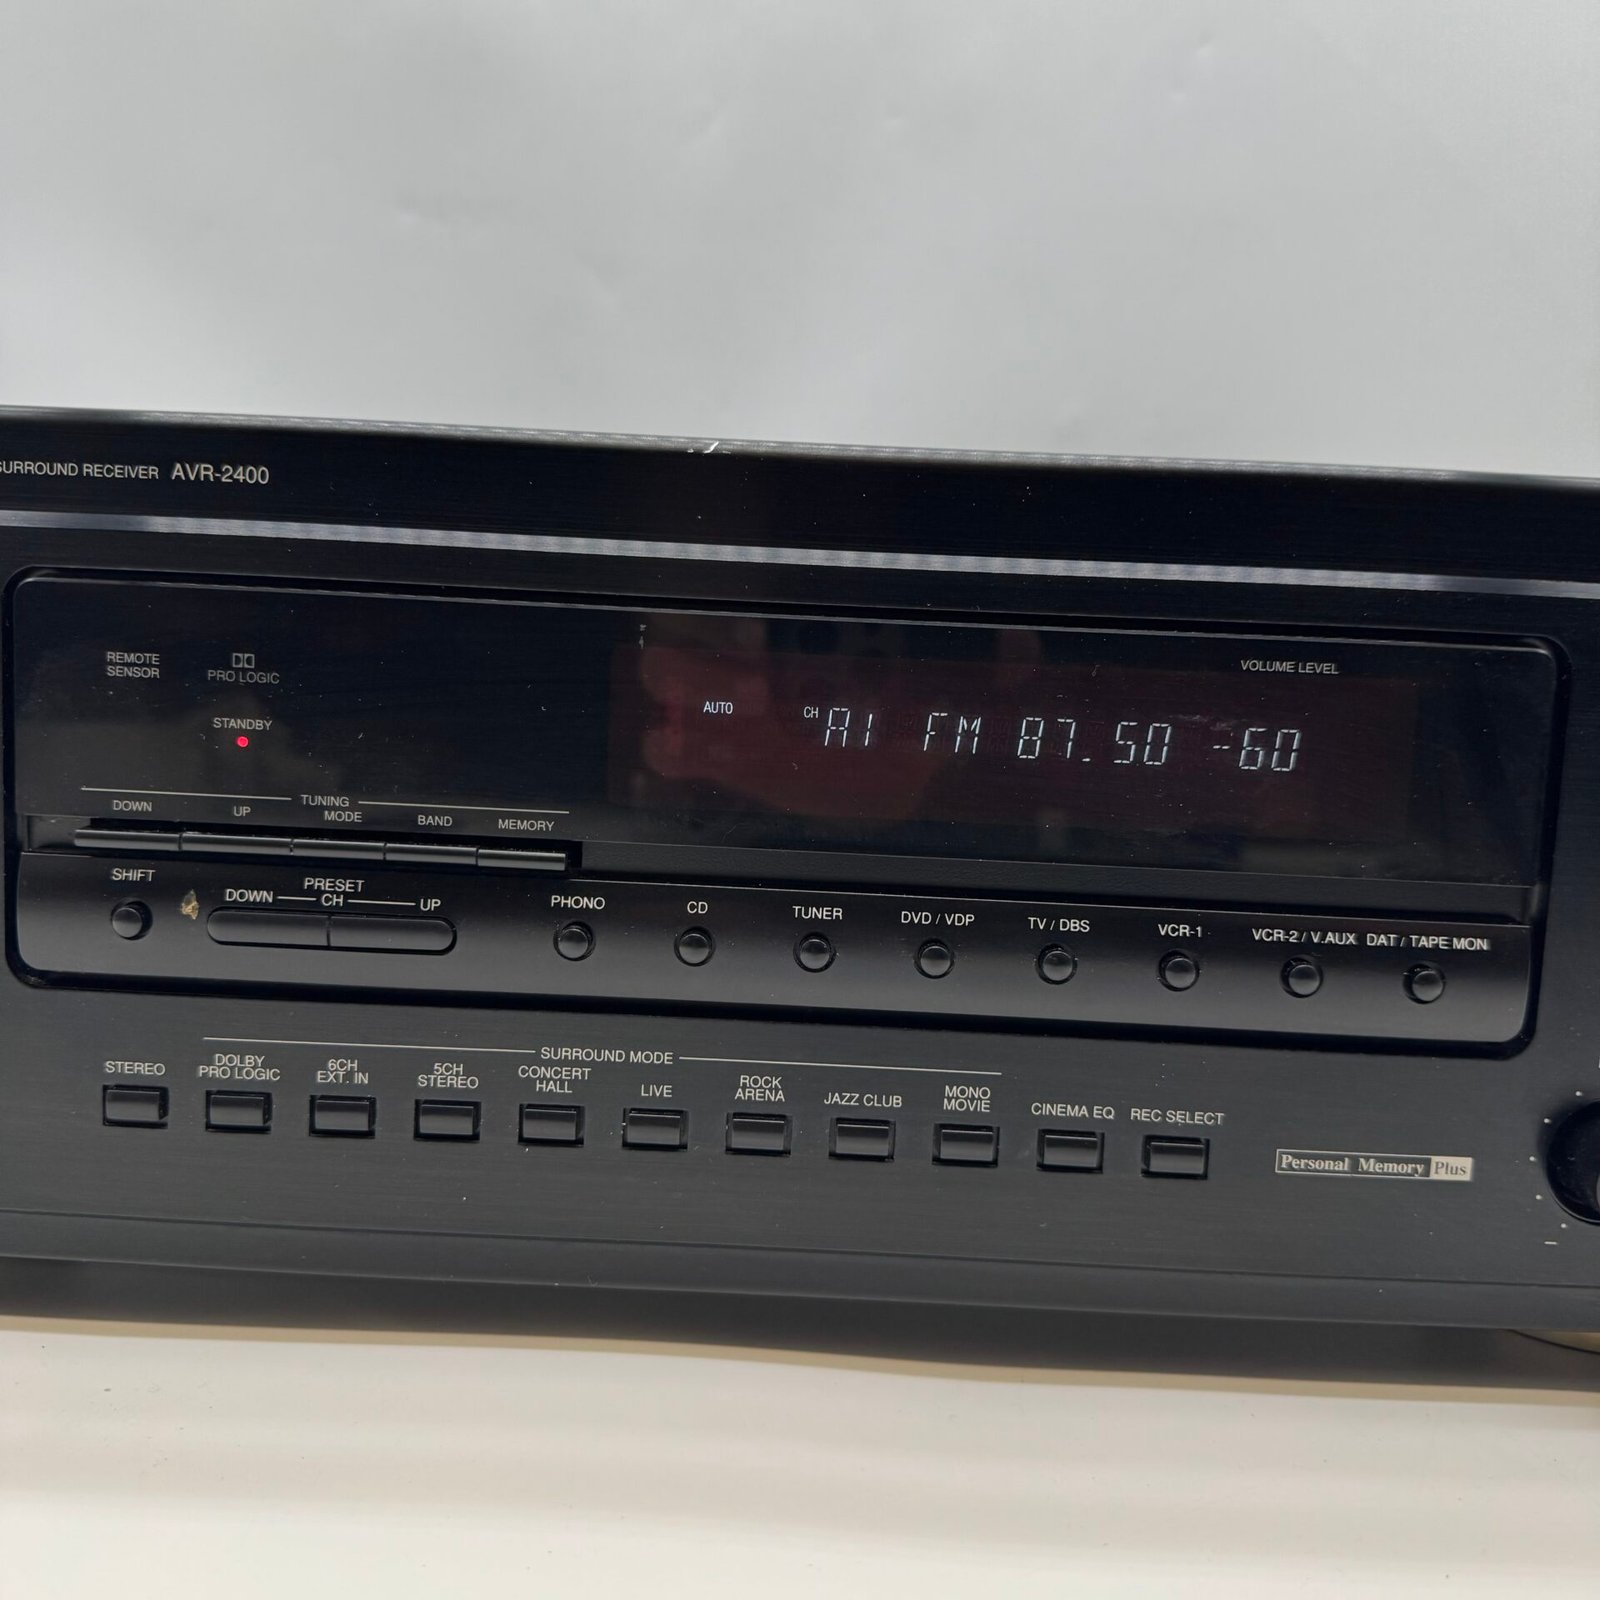 SURROUND RECEIVER AVR-2400
REMOTE
SENSOR
PRO LOGIC
STANDBY
VOLUME LEVEL
AUTO CH A1 FM 87.50 -60
TUNING
DOWN UP MODE BAND MEMORY
SHIFT
PRESET
DOWN CH UP
PHONO CD TUNER DVD / VDP TV / DBS VCR-1 VCR-2 / V.AUX DAT / TAPE MON
SURROUND MODE
STEREO
DOLBY
PRO LOGIC
6CH
EXT. IN
5CH
STEREO
CONCERT
HALL
LIVE
ROCK
ARENA
JAZZ CLUB
MONO
MOVIE
CINEMA EQ
REC SELECT
Personal Memory Plus